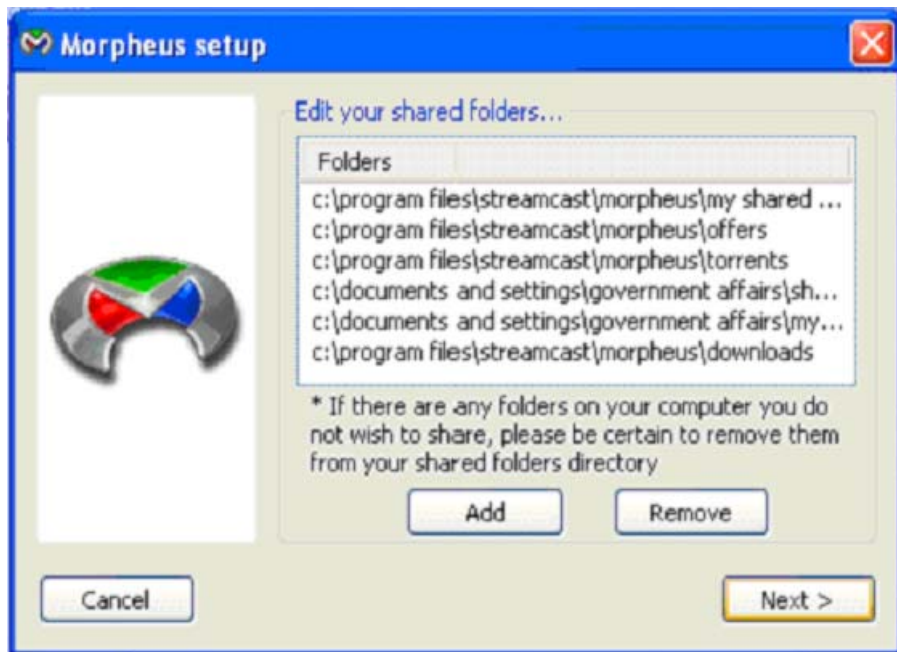 Morpheus setup
Edit your shared folders...
Folders
c:\program files\streamcast\morpheus\my shared ...
c:\program files\streamcast\morpheus\offers
c:\program files\streamcast\morpheus\torrents
c:\documents and settings\government affairs\sh...
c:\documents and settings\government affairs\my...
c:\program files\streamcast\morpheus\downloads
* If there are any folders on your computer you do
not wish to share, please be certain to remove them
from your shared folders directory
Add Remove
Cancel Next >